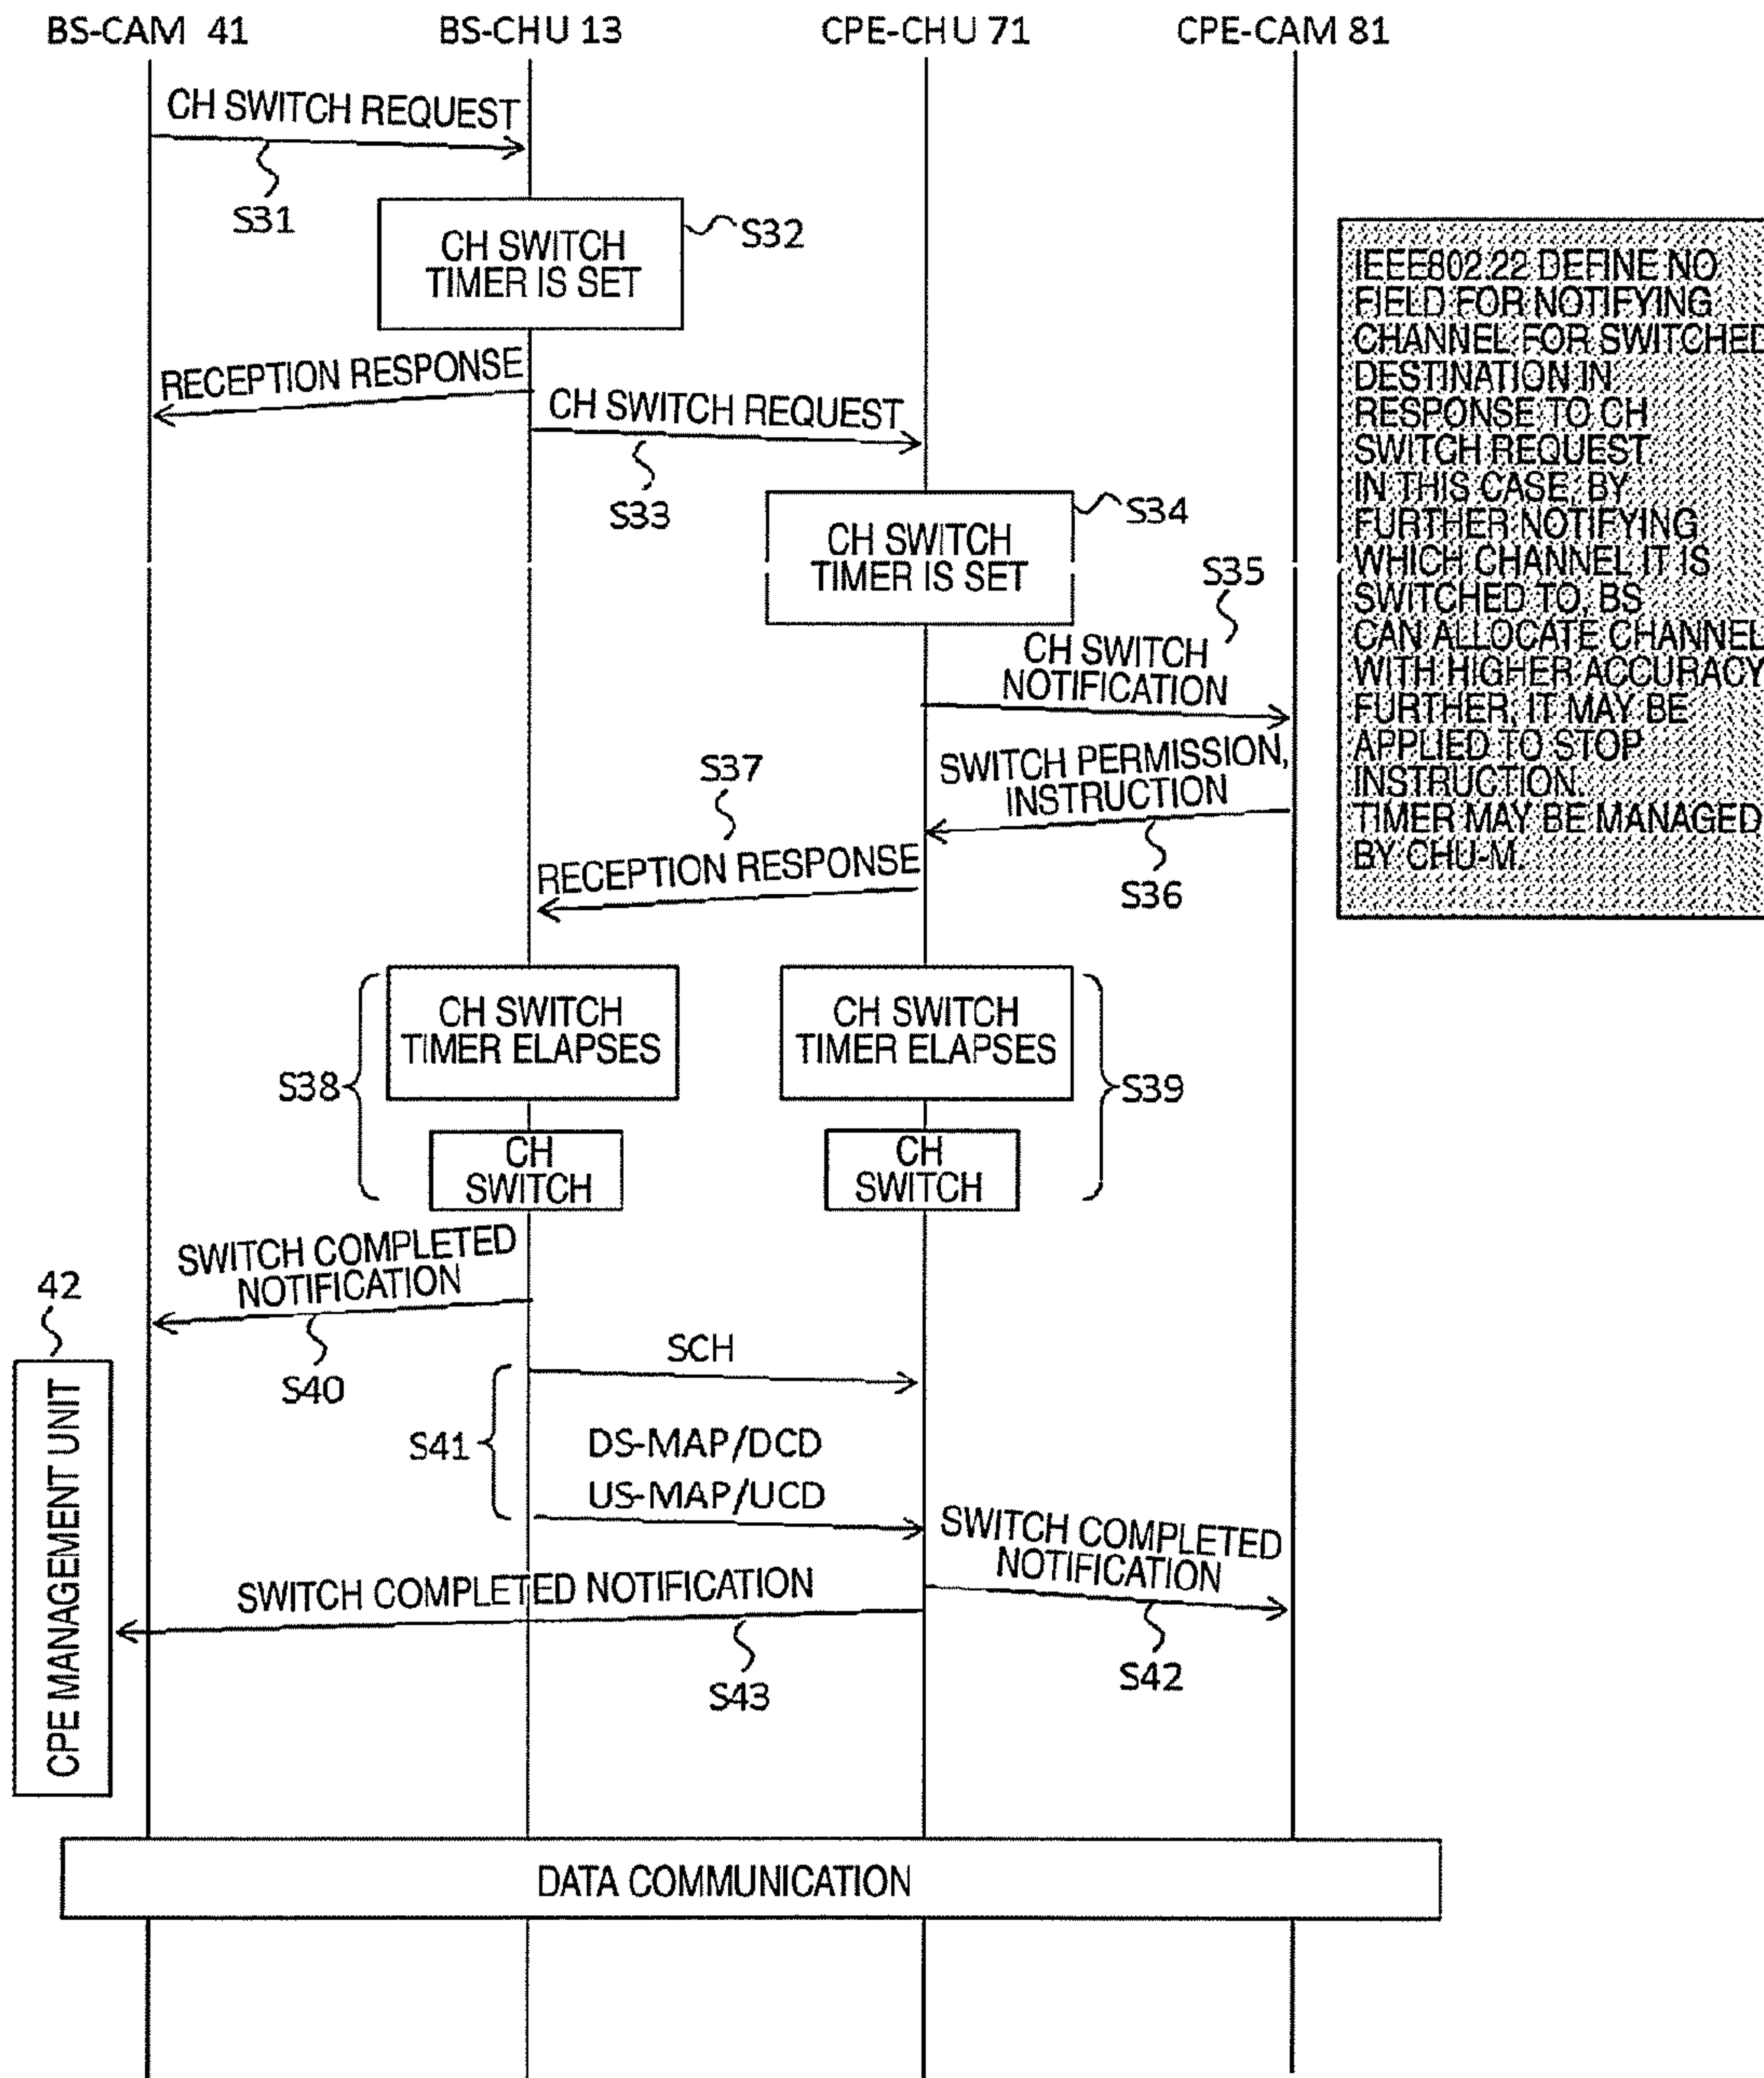 BS-CAM 41
BS-CHU 13
CPE-CHU 71
CPE-CAM 81
CH SWITCH REQUEST
S31
CH SWITCH
TIMER IS SET
S32
RECEPTION RESPONSE
CH SWITCH REQUEST
S33
CH SWITCH
TIMER IS SET
S34
S35
CH SWITCH
NOTIFICATION
SWITCH PERMISSION,
INSTRUCTION
S36
S37
RECEPTION RESPONSE
IEEE802.22 DEFINE NO
FIELD FOR NOTIFYING
CHANNEL FOR SWITCHED
DESTINATION IN
RESPONSE TO CH
SWITCH REQUEST
IN THIS CASE, BY
FURTHER NOTIFYING
WHICH CHANNEL IT IS
SWITCHED TO, BS
CAN ALLOCATE CHANNEL
WITH HIGHER ACCURACY
FURTHER, IT MAY BE
APPLIED TO STOP
INSTRUCTION.
TIMER MAY BE MANAGED
BY CHU-M.
S38
CH SWITCH
TIMER ELAPSES
CH
SWITCH
CH SWITCH
TIMER ELAPSES
CH
SWITCH
S39
SWITCH COMPLETED
NOTIFICATION
S40
42
CPE MANAGEMENT UNIT
SCH
S41
DS-MAP/DCD
US-MAP/UCD
SWITCH COMPLETED
NOTIFICATION
S42
SWITCH COMPLETED NOTIFICATION
S43
DATA COMMUNICATION